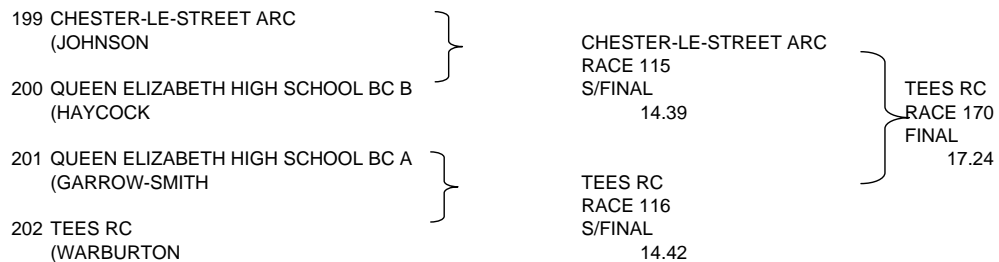 199 CHESTER-LE-STREET ARC
(JOHNSON
200 QUEEN ELIZABETH HIGH SCHOOL BC B
(HAYCOCK
201 QUEEN ELIZABETH HIGH SCHOOL BC A
(GARROW-SMITH
202 TEES RC
(WARBURTON
CHESTER-LE-STREET ARC
RACE 115
S/FINAL
14.39
TEES RC
RACE 116
S/FINAL
14.42
TEES RC
RACE 170
FINAL
17.24